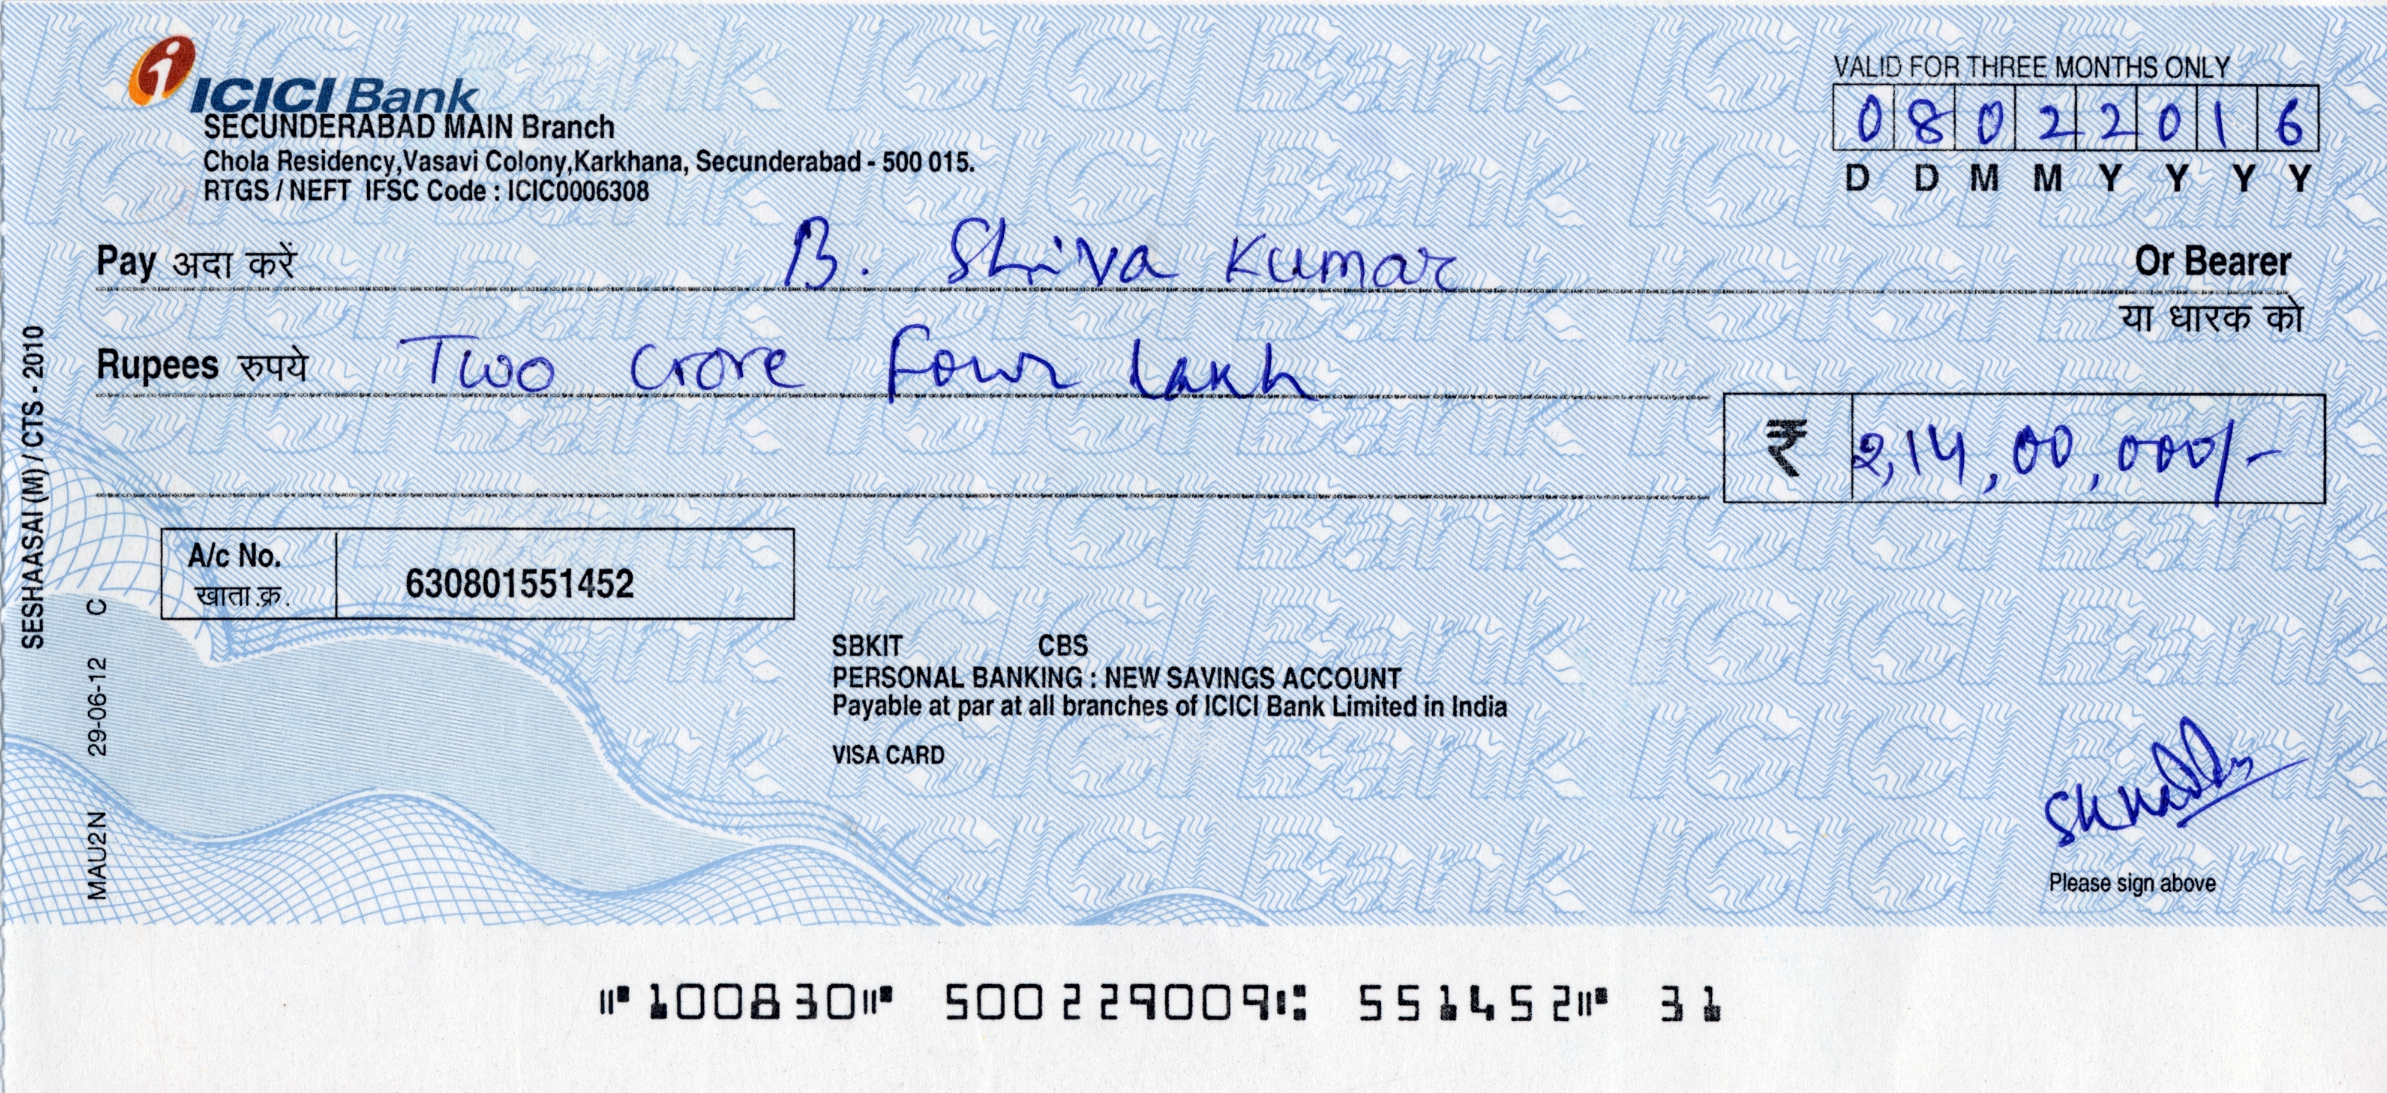 ICICI Bank
SECUNDERABAD MAIN Branch
Chola Residency,Vasavi Colony,Karkhana, Secunderabad - 500 015.
RTGS / NEFT IFSC Code : ICIC0006308
VALID FOR THREE MONTHS ONLY
0 8 0 2 2 0 1 6
D D M M Y Y Y Y
Pay अदा करें B. Shiva Kumar Or Bearer
या धारक को
Rupees रुपये Two Crore Four lakh
₹ 2,14,00,000/-
A/c No. 630801551452
खाता.क्र.
SBKIT CBS
PERSONAL BANKING : NEW SAVINGS ACCOUNT
Payable at par at all branches of ICICI Bank Limited in India
VISA CARD
Please sign above
SESHAASAI (M) / CTS - 2010
MAU2N 29-06-12 C
⑈100830⑈ 500229009⑆ 551452⑈ 31